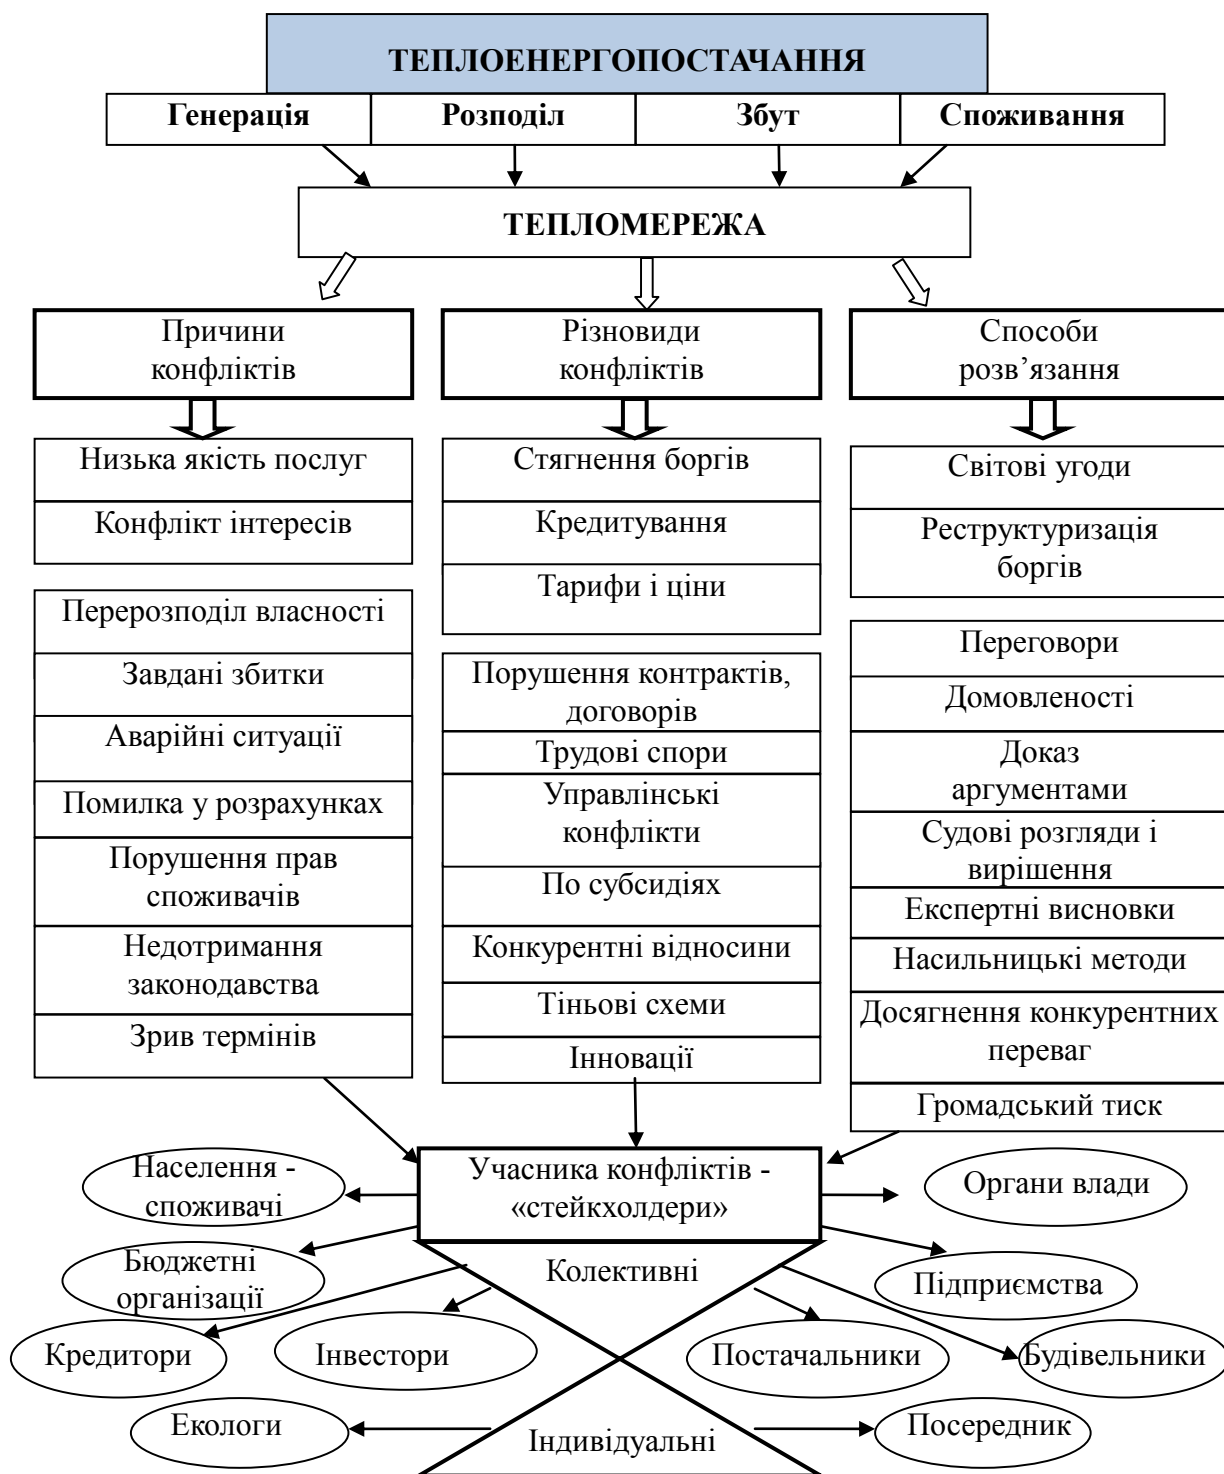 ТЕПЛОЕНЕРГОПОСТАЧАННЯ
Генерація
Розподіл
Збут
Споживання
ТЕПЛОМЕРЕЖА
Причини
конфліктів
Низька якість послуг
Конфлікт інтересів
Перерозподіл власності
Завдані збитки
Аварійні ситуації
Помилка у розрахунках
Порушення прав
споживачів
Недотримання
законодавства
Зрив термінів
Різновиди
конфліктів
Стягнення боргів
Кредитування
Тарифи і ціни
Порушення контрактів,
договорів
Трудові спори
Управлінські
конфлікти
По субсидіях
Конкурентні відносини
Тіньові схеми
Інновації
Способи
розв’язання
Світові угоди
Реструктуризація
боргів
Переговори
Домовленості
Доказ
аргументами
Судові розгляди і
вирішення
Експертні висновки
Насильницькі методи
Досягнення конкурентних
переваг
Громадський тиск
Учасника конфліктів -
«стейкхолдери»
Населення -
споживачі
Органи влади
Бюджетні
організації
Колективні
Підприємства
Кредитори
Інвестори
Постачальники
Будівельники
Екологи
Індивідуальні
Посередник